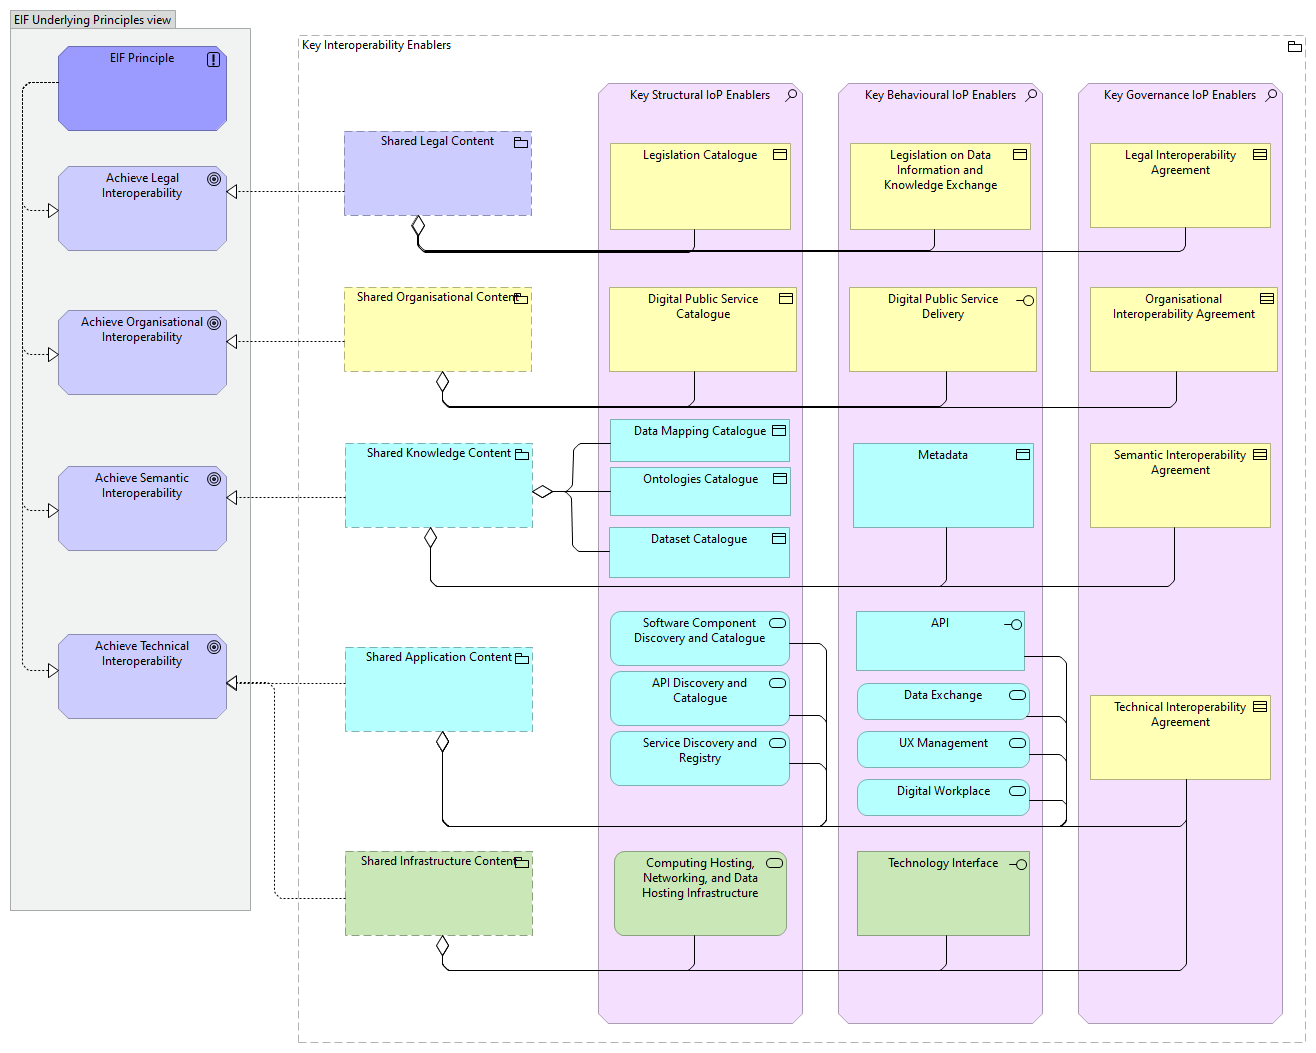 EIF Underlying Principles view
EIF Principle
Achieve Legal
Interoperability
Achieve Organisational
Interoperability
Achieve Semantic
Interoperability
Achieve Technical
Interoperability
Key Interoperability Enablers
Key Structural IoP Enablers
Key Behavioural IoP Enablers
Key Governance IoP Enablers
Shared Legal Content
Legislation Catalogue
Legislation on Data
Information and
Knowledge Exchange
Legal Interoperability
Agreement
Shared Organisational Content
Digital Public Service
Catalogue
Digital Public Service
Delivery
Organisational
Interoperability Agreement
Shared Knowledge Content
Data Mapping Catalogue
Ontologies Catalogue
Dataset Catalogue
Metadata
Semantic Interoperability
Agreement
Shared Application Content
Software Component
Discovery and Catalogue
API Discovery and
Catalogue
Service Discovery and
Registry
API
Data Exchange
UX Management
Digital Workplace
Technical Interoperability
Agreement
Shared Infrastructure Content
Computing Hosting,
Networking, and Data
Hosting Infrastructure
Technology Interface